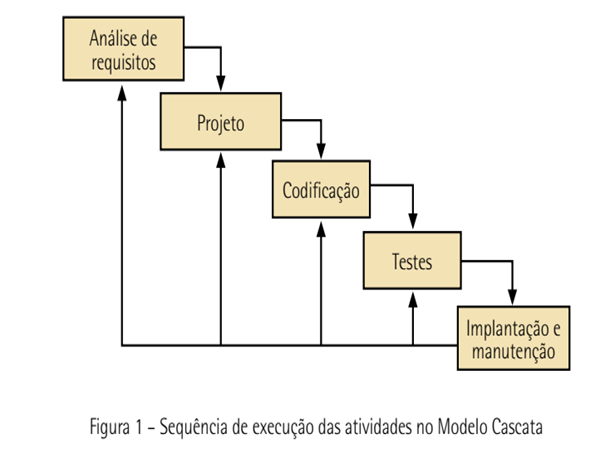 Análise de
requisitos
Projeto
Codificação
Testes
Implantação e
manutenção
Figura 1 – Sequência de execução das atividades no Modelo Cascata